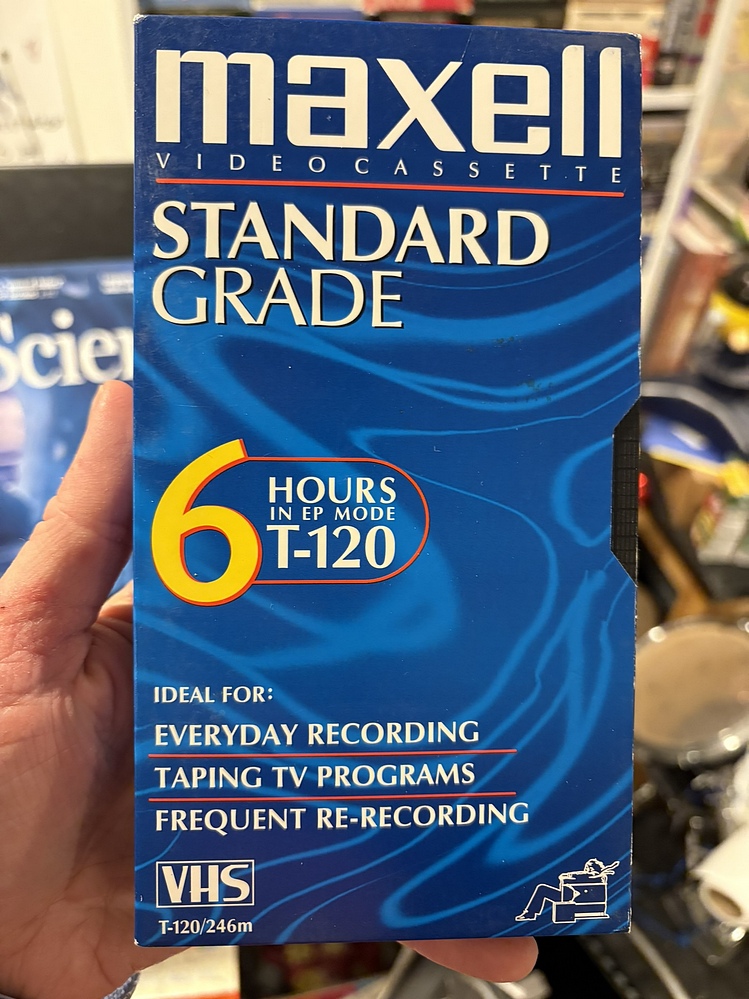 maxell
VIDEOCASSETTE
STANDARD
GRADE
6
HOURS
IN EP MODE
T-120
IDEAL FOR:
EVERYDAY RECORDING
TAPING TV PROGRAMS
FREQUENT RE-RECORDING
VHS
T-120/246m
Scien